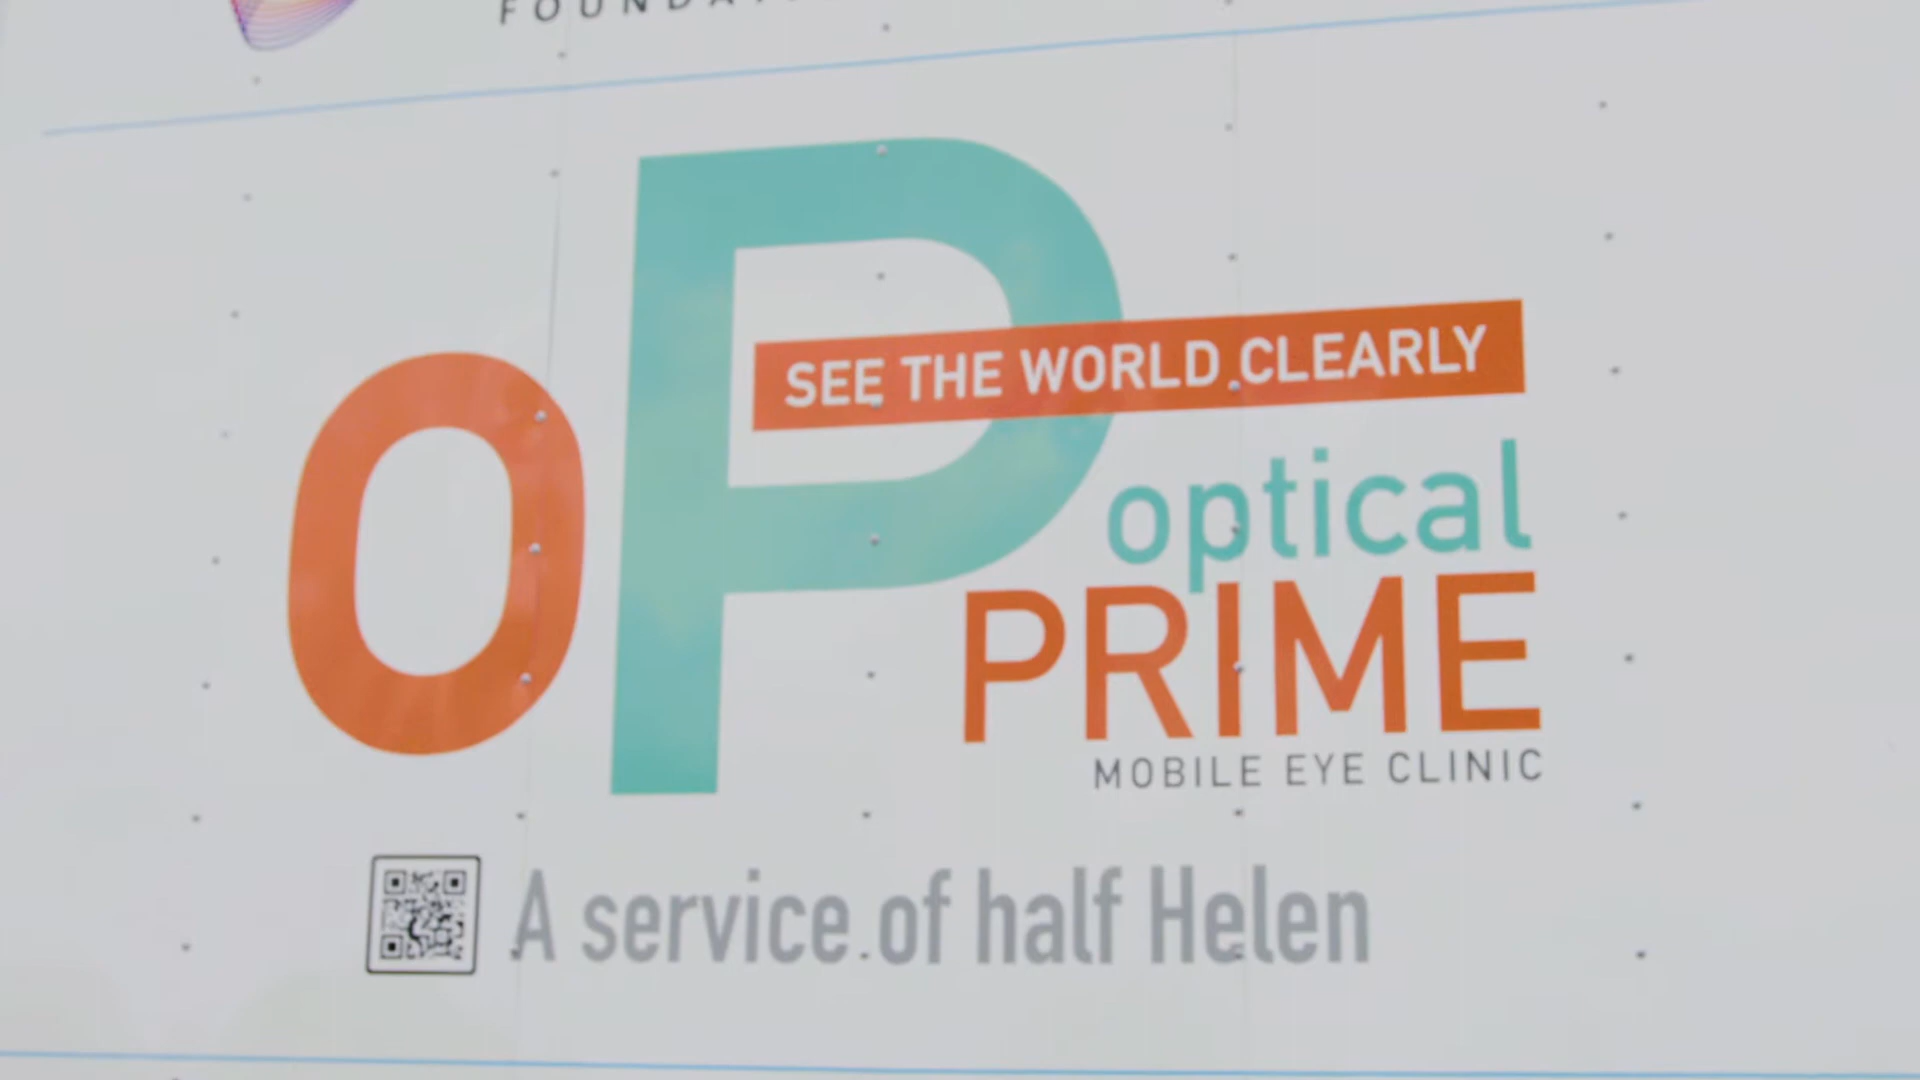 oP
SEE THE WORLD CLEARLY
optical
PRIME
MOBILE EYE CLINIC
A service of half Helen